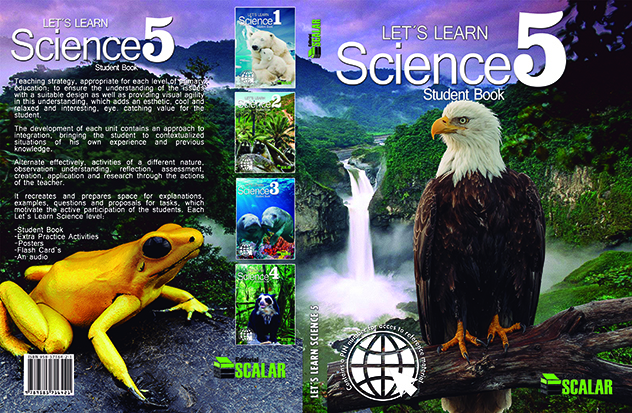 LET´S LEARN
Science 5
Student Book
Teaching strategy, appropriate for each level of primary
education, to ensure the understanding of the issues
with a suitable design as well as providing visual agility
in this understanding, which adds an esthetic, cool and
relaxed and interesting, eye catching value for the
student.
The development of each unit contains an approach to
integration, bringing the student to contextualized
situations of his own experience and previous
knowledge.
Alternate effectively, activities of a different nature,
observation understanding, reflection, assessment,
creation, application and research through the actions
of the teacher.
It recreates and prepares space for explanations,
examples, questions and proposals for tasks, which
motivate the active participation of the students. Each
Let´s Learn Science level:
-Student Book
-Extra Practice Activities
-Posters
-Flash Card´s
-An audio
LET´S LEARN
Science 1
Student Book
Science 2
Science 3
Science 4
SCALAR
SCALAR
LET´S LEARN SCIENCE 5
LET´S LEARN
Science 5
Student Book
SCALAR